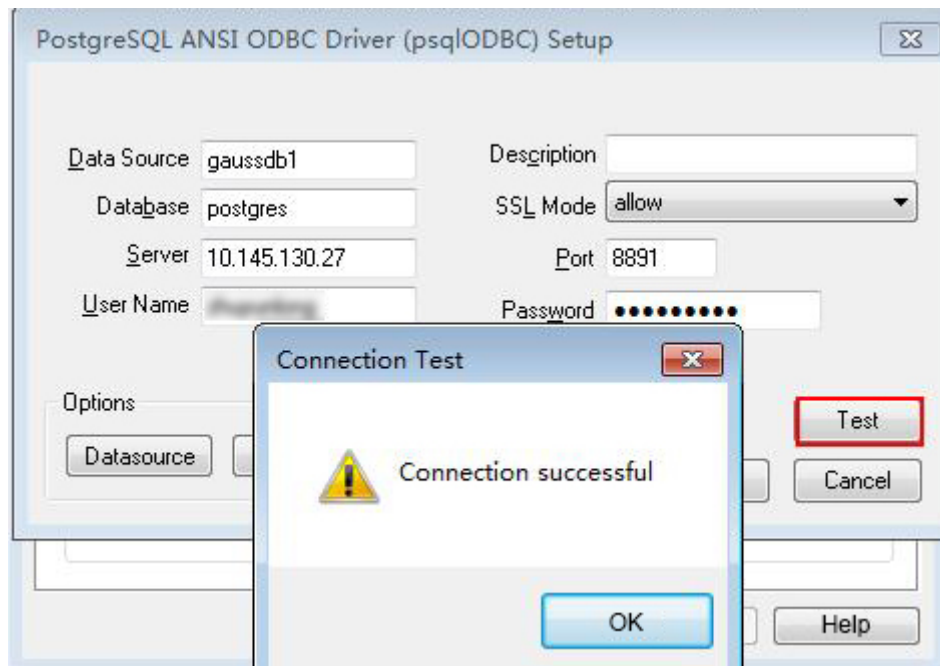 PostgreSQL ANSI ODBC Driver (psqlODBC) Setup
Data Source gaussdb1 Description
Database postgres SSL Mode allow
Server 10.145.130.27 Port 8891
User Name Password •••••••••
Connection Test
Options
Test
Datasource
Connection successful
Cancel
OK
Help